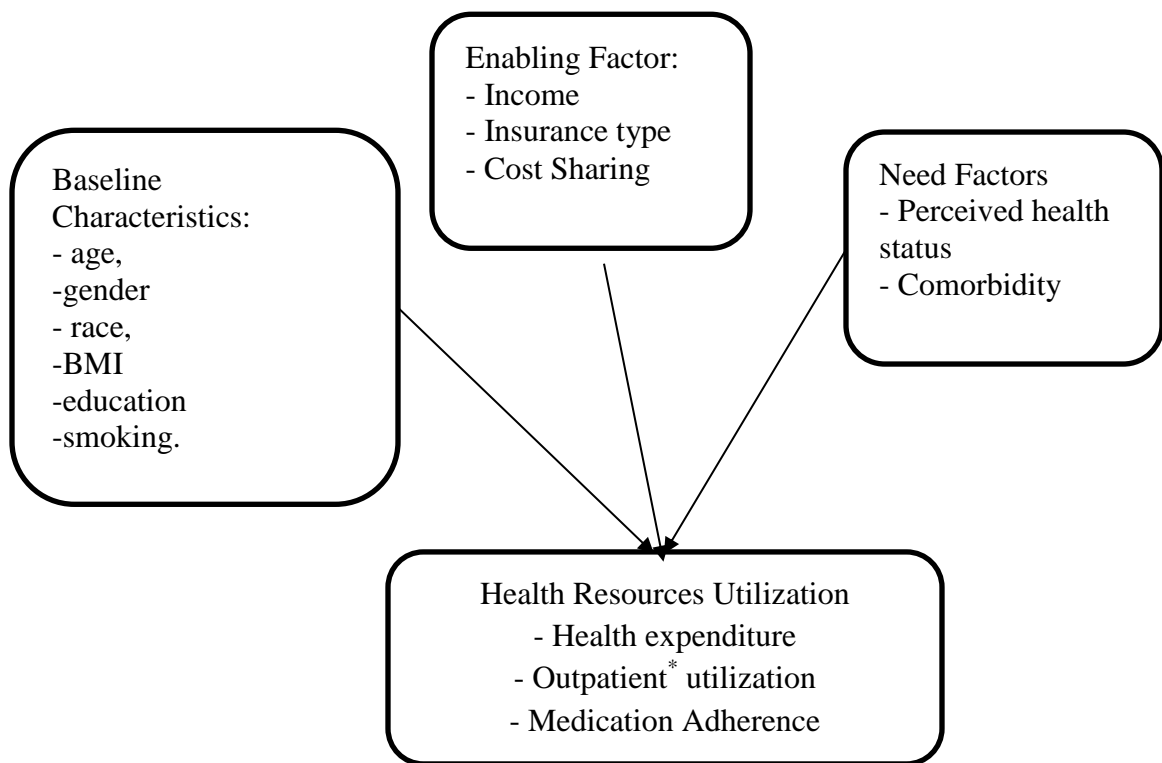 Enabling Factor:
- Income
- Insurance type
- Cost Sharing
Baseline
Characteristics:
- age,
-gender
- race,
-BMI
-education
-smoking.
Need Factors
- Perceived health
status
- Comorbidity
Health Resources Utilization
- Health expenditure
- Outpatient* utilization
- Medication Adherence